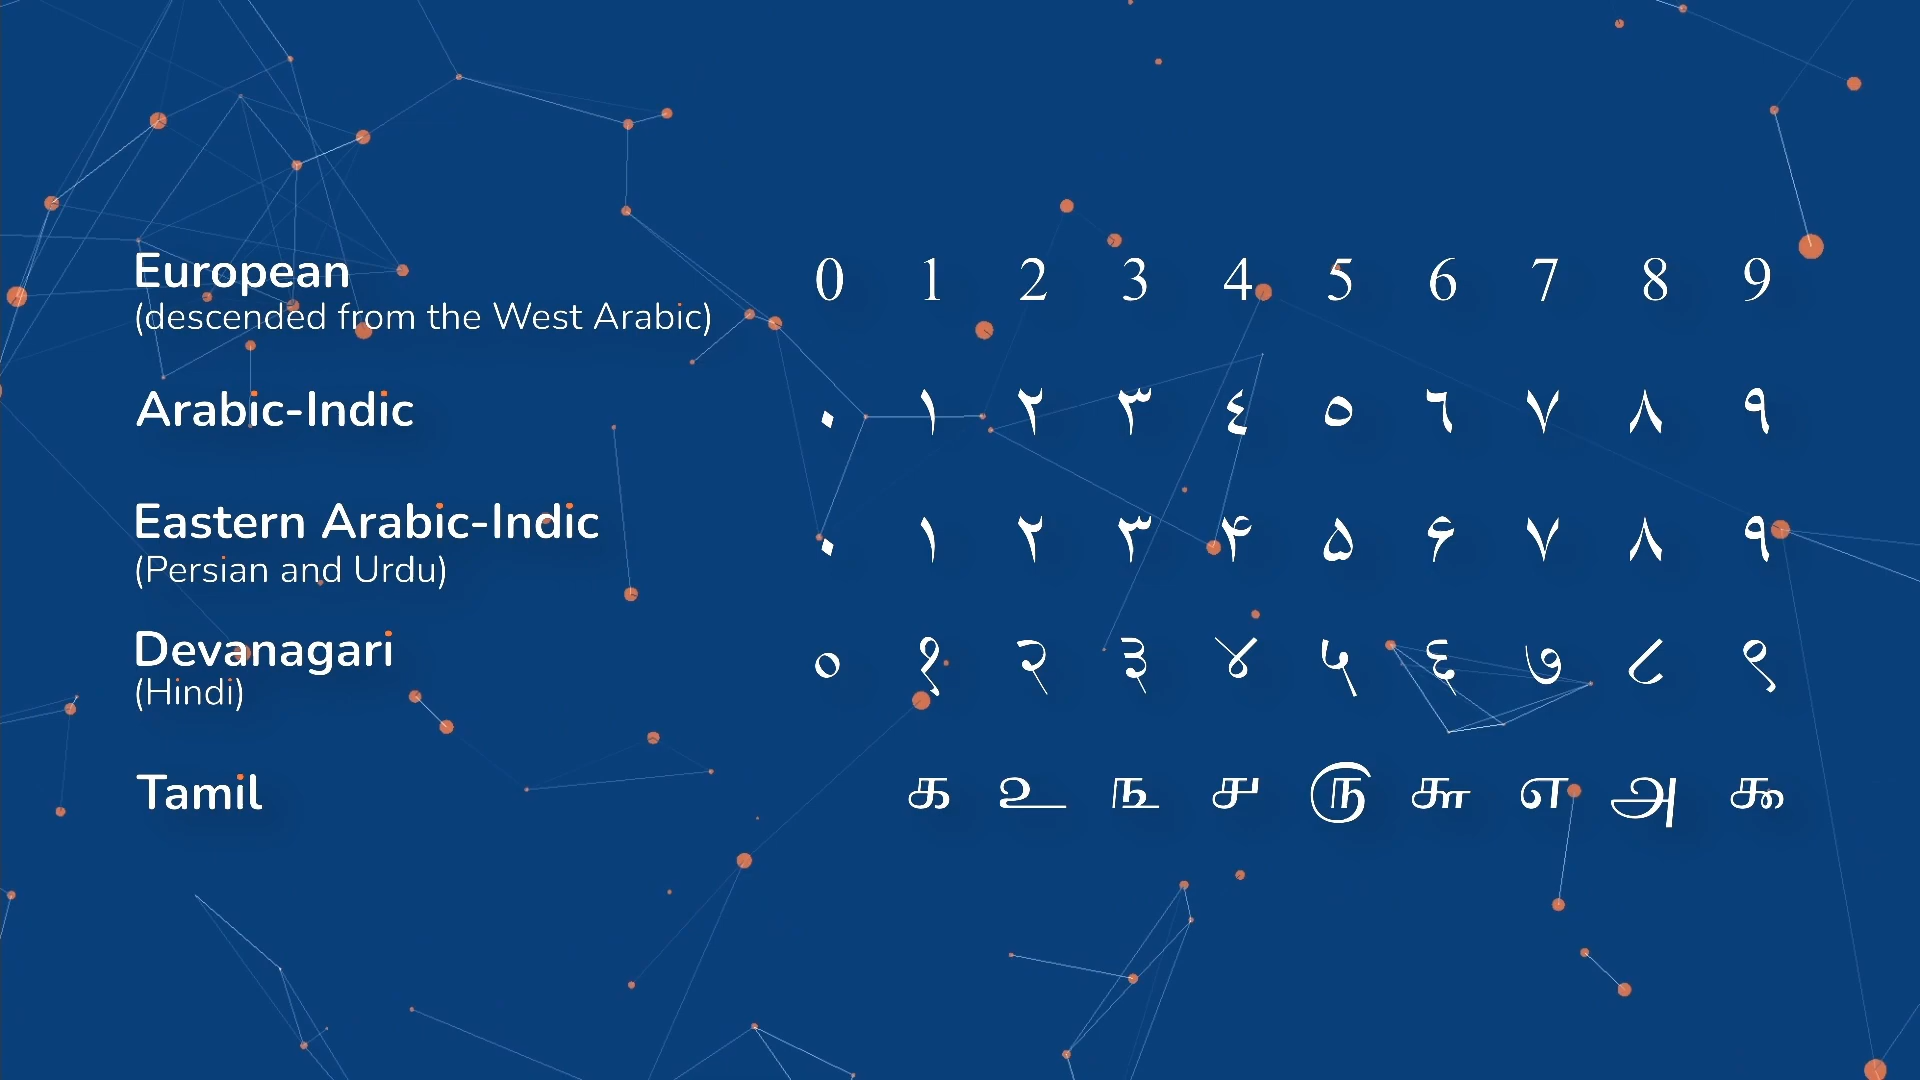 European 0 1 2 3 4 5 6 7 8 9
(descended from the West Arabic)
Arabic-Indic ٠ ١ ٢ ٣ ٤ ٥ ٦ ٧ ٨ ٩
Eastern Arabic-Indic ۰ ۱ ۲ ۳ ۴ ۵ ۶ ۷ ۸ ۹
(Persian and Urdu)
Devanagari ० १ २ ३ ४ ५ ६ ७ ८ ९
(Hindi)
Tamil ௧ ௨ ௩ ௪ ௫ ௬ ௭ ௮ ௯